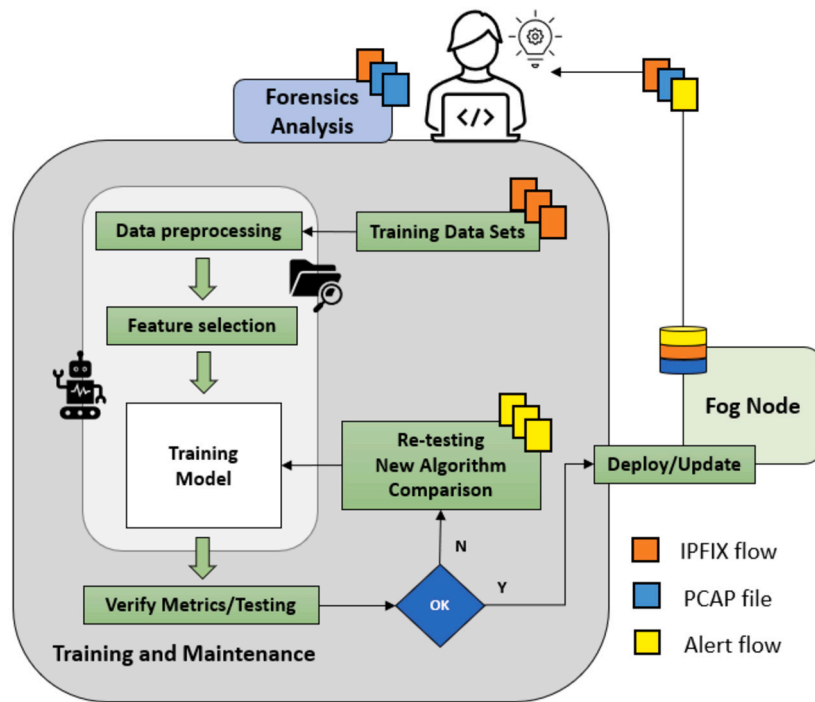 Forensics
Analysis
</>
Data preprocessing
Training Data Sets
Feature selection
Training
Model
Re-testing
New Algorithm
Comparison
Fog Node
Deploy/Update
N
Y
OK
Verify Metrics/Testing
Training and Maintenance
IPFIX flow
PCAP file
Alert flow